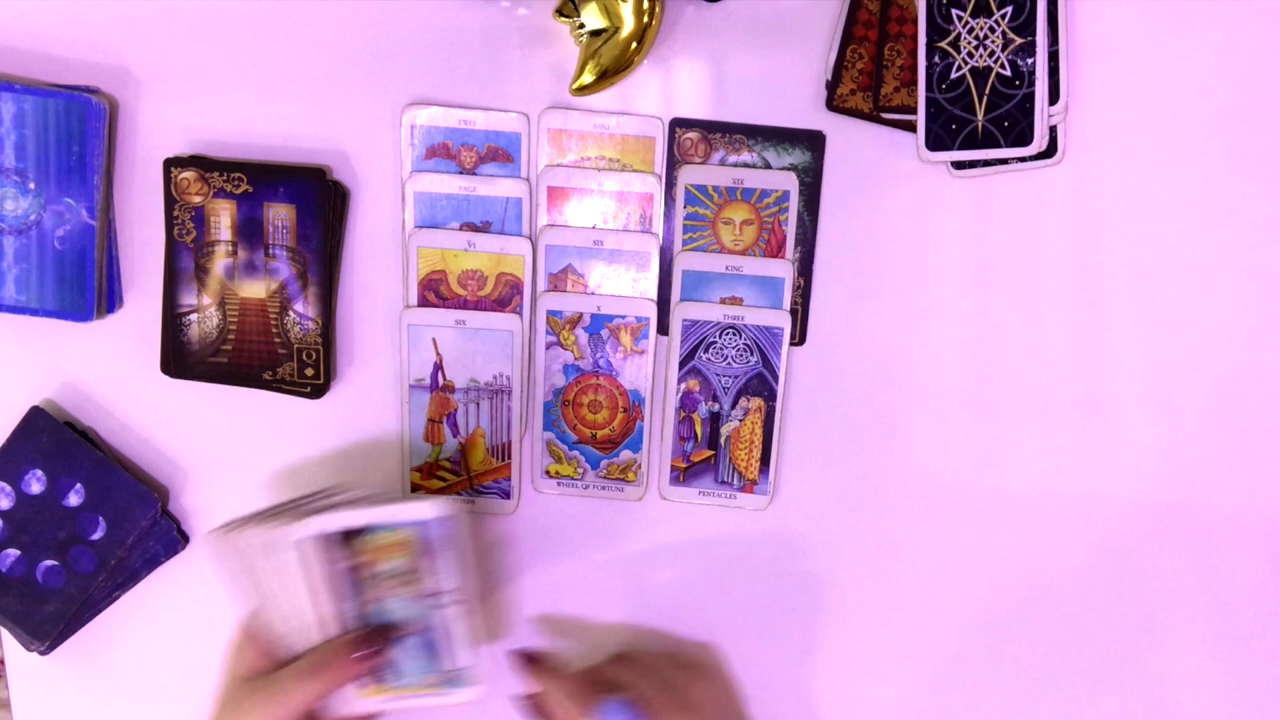 22
Q
TWO
PAGE
VI
SIX
SIX
X
WHEEL OF FORTUNE
20
XIX
KING
THREE
PENTACLES